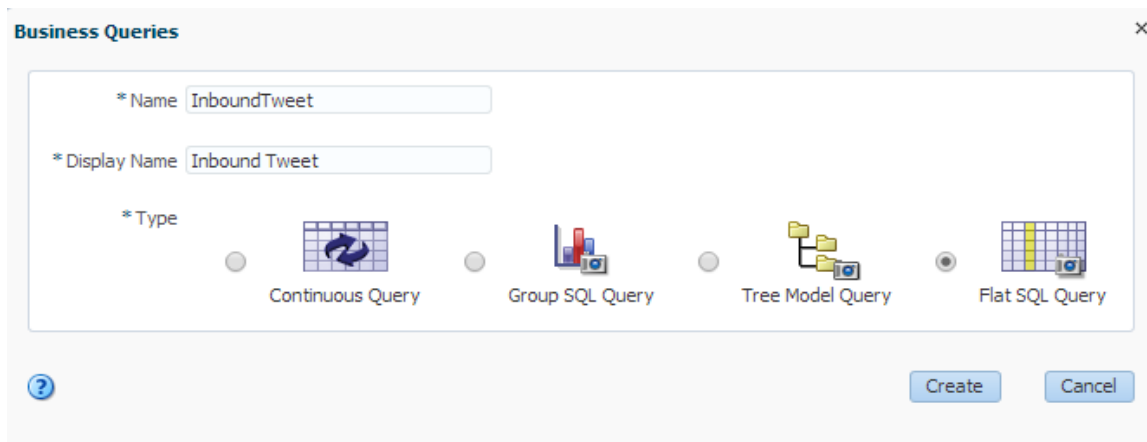 Business Queries
×
* Name InboundTweet
* Display Name Inbound Tweet
* Type
Continuous Query Group SQL Query Tree Model Query Flat SQL Query
?
Create Cancel